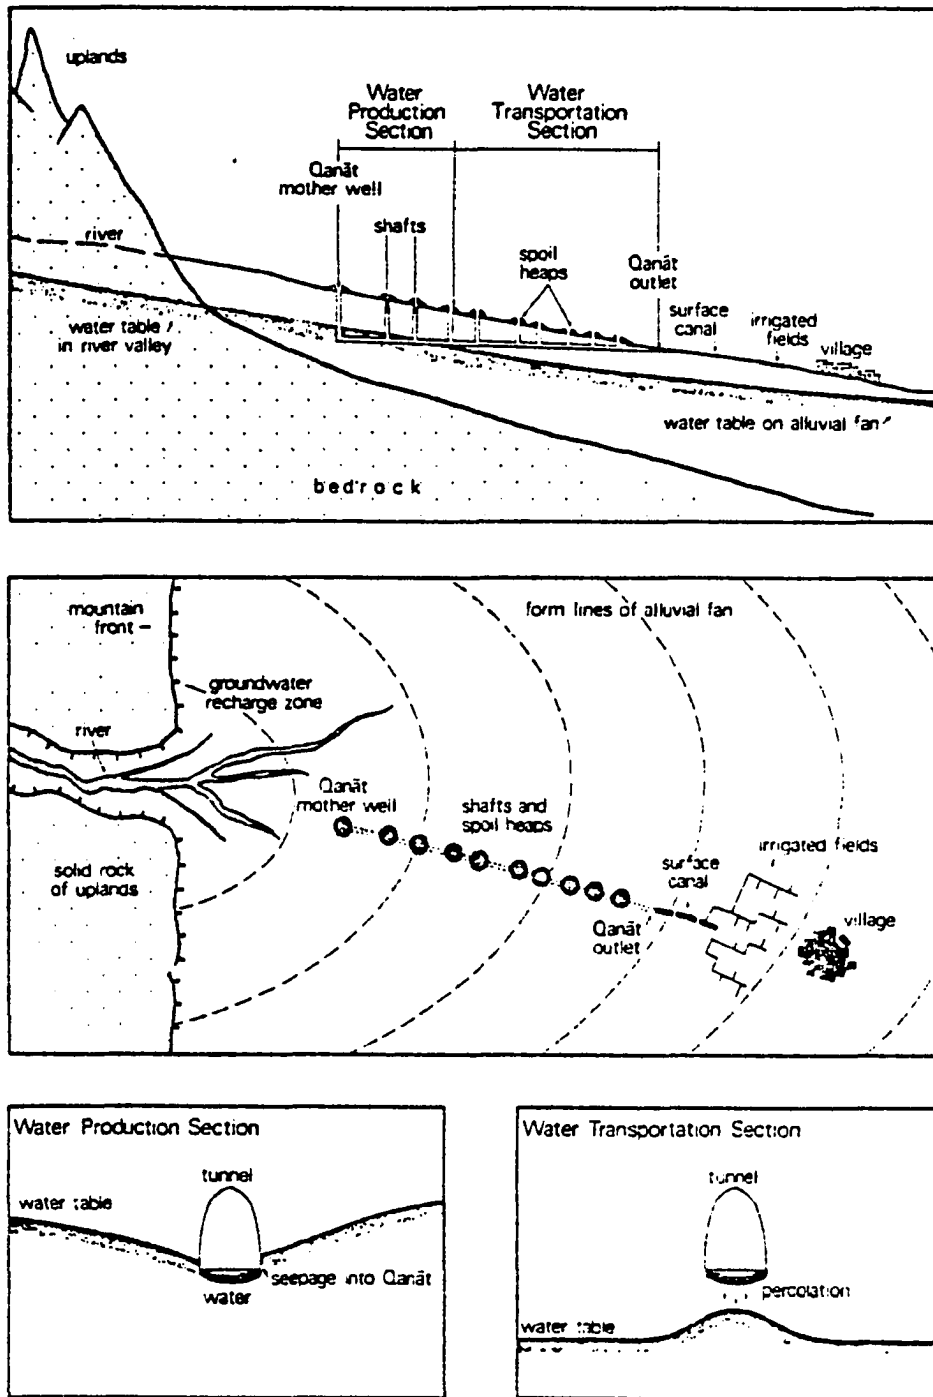 uplands
Water
Production
Section
Water
Transportation
Section
Qanāt
mother well
shafts
river
spoil
heaps
Qanāt
outlet
surface
canal
irrigated
fields
village
water table
in river valley
water table on alluvial fan
bedrock
mountain
front
form lines of alluvial fan
groundwater
recharge zone
river
Qanāt
mother well
shafts and
spoil heaps
solid rock
of uplands
irrigated fields
surface
canal
village
Qanāt
outlet
Water Production Section
tunnel
water table
seepage into Qanāt
water
Water Transportation Section
tunnel
percolation
water table